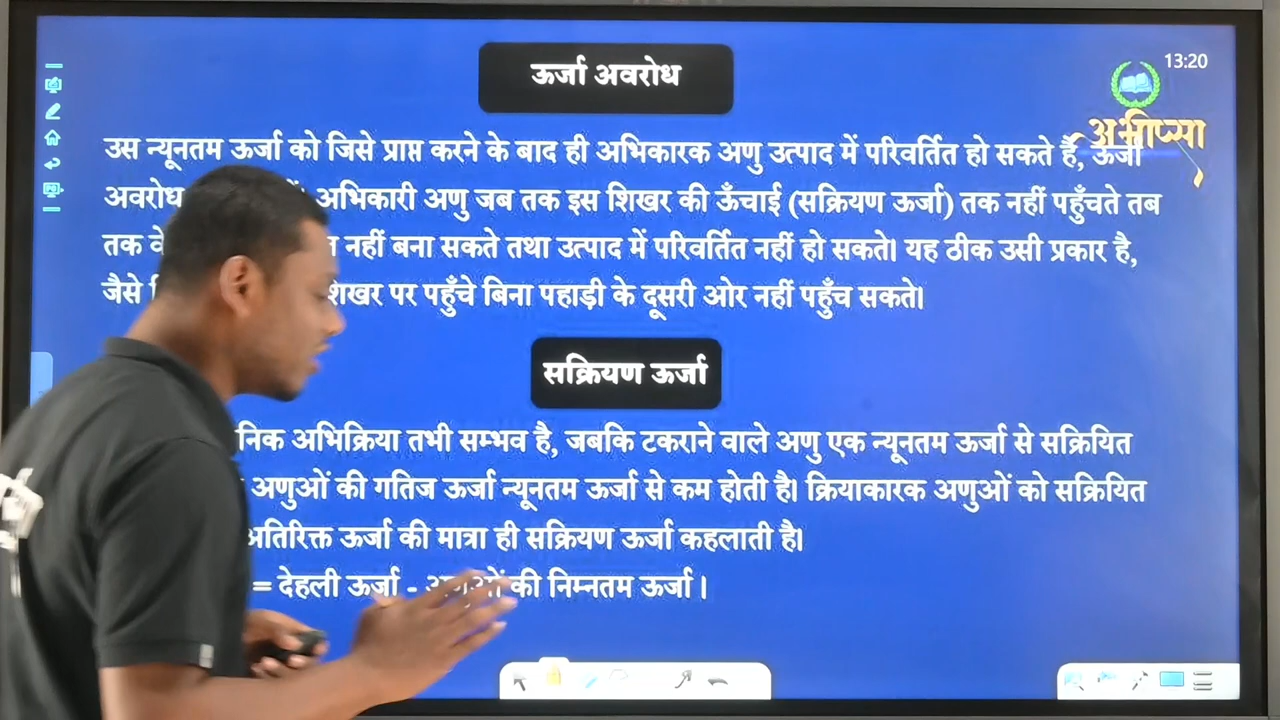 ऊर्जा अवरोध
13:20
अभीप्सा
उस न्यूनतम ऊर्जा को जिसे प्राप्त करने के बाद ही अभिकारक अणु उत्पाद में परिवर्तित हो सकते हैं, ऊर्जा
अवरोध अभिकारी अणु जब तक इस शिखर की ऊँचाई (सक्रियण ऊर्जा) तक नहीं पहुँचते तब
तक वे नहीं बना सकते तथा उत्पाद में परिवर्तित नहीं हो सकते। यह ठीक उसी प्रकार है,
जैसे शिखर पर पहुँचे बिना पहाड़ी के दूसरी ओर नहीं पहुँच सकते।
सक्रियण ऊर्जा
अभिक्रिया तभी सम्भव है, जबकि टकराने वाले अणु एक न्यूनतम ऊर्जा से सक्रियित
अणुओं की गतिज ऊर्जा न्यूनतम ऊर्जा से कम होती है। क्रियाकारक अणुओं को सक्रियित
अतिरिक्त ऊर्जा की मात्रा ही सक्रियण ऊर्जा कहलाती है।
= देहली ऊर्जा - अणुओं की निम्नतम ऊर्जा ।